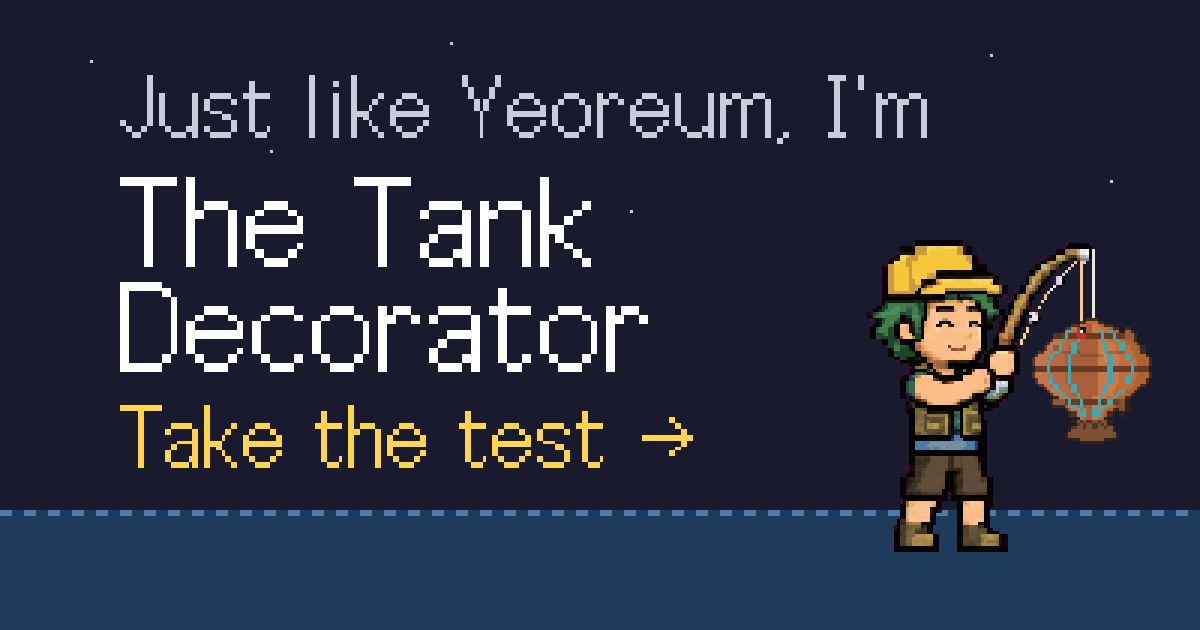 Just like Yeoreum, I'm
The Tank
Decorator
Take the test →